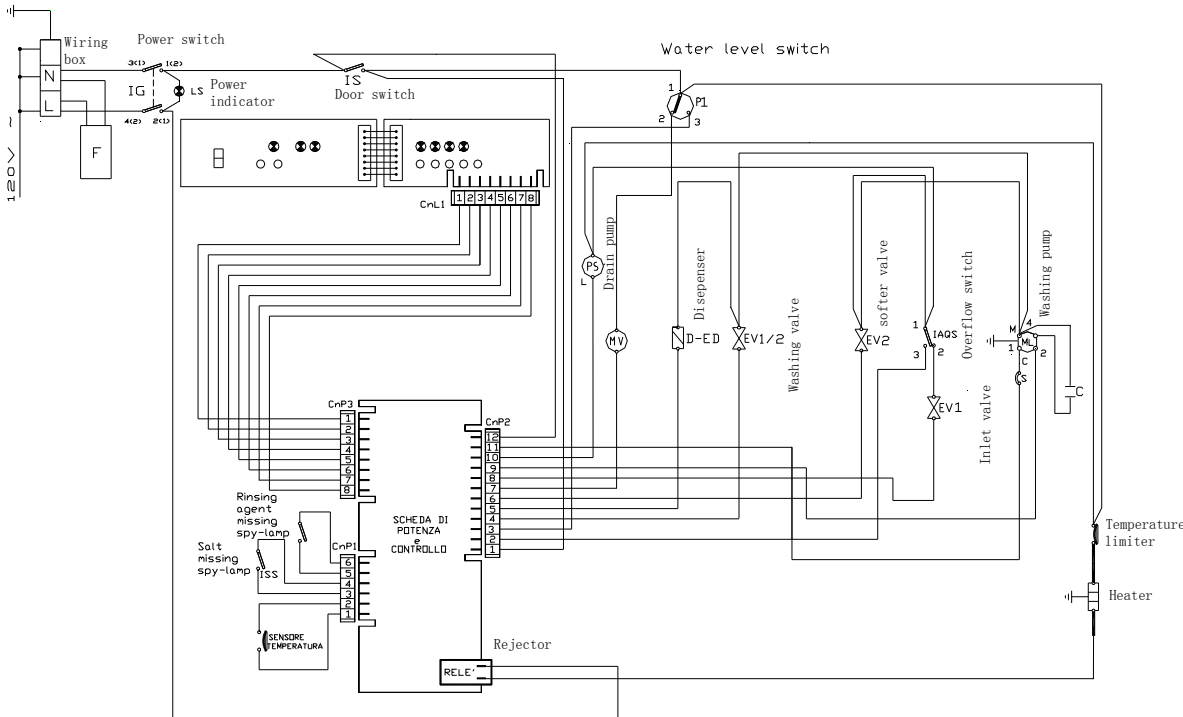 Wiring
box
Power switch
3(1)
1(2)
N
IG
LS
Power
indicator
L
4(2)
2(1)
F
120V ~
IS
Door switch
Water level switch
1
P1
2
3
CnL1
1 2 3 4 5 6 7 8
PS
L
Drain pump
MV
Disepenser
D-ED
EV1/2
Washing valve
softer valve
EV2
1
IAQS
3
2
Overflow switch
EV1
Inlet valve
Washing pump
M
4
ML
1
2
C
S
C
CnP3
1
2
3
4
5
6
7
8
CnP2
12
11
10
9
8
7
6
5
4
3
2
1
SCHEDA DI
POTENZA
e
CONTROLLO
Rinsing
agent
missing
spy-lamp
Salt
missing
spy-lamp
ISS
CnP1
6
5
4
3
2
1
SENSORE
TEMPERATURA
Rejector
RELE'
Temperature
limiter
Heater